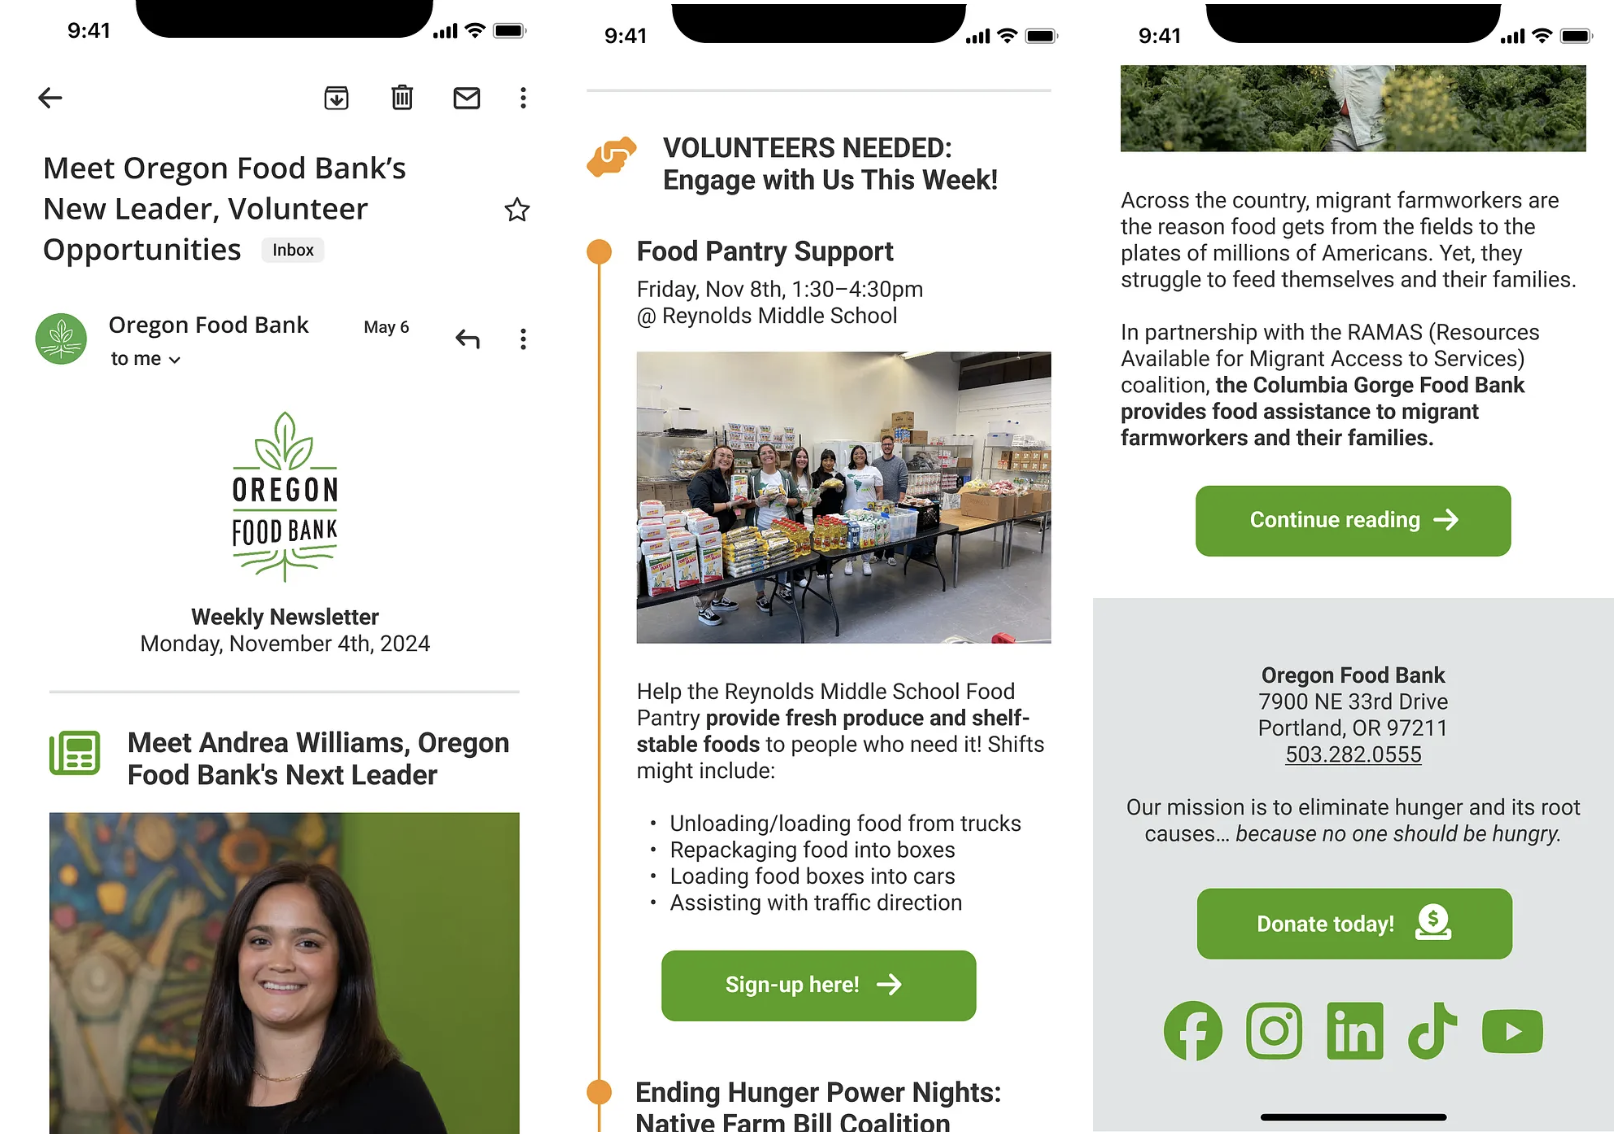 9:41
Meet Oregon Food Bank’s
New Leader, Volunteer
Opportunities Inbox
Oregon Food Bank May 6
to me
OREGON
FOOD BANK
Weekly Newsletter
Monday, November 4th, 2024
Meet Andrea Williams, Oregon
Food Bank's Next Leader
9:41
VOLUNTEERS NEEDED:
Engage with Us This Week!
Food Pantry Support
Friday, Nov 8th, 1:30–4:30pm
@ Reynolds Middle School
Help the Reynolds Middle School Food
Pantry provide fresh produce and shelf-
stable foods to people who need it! Shifts
might include:
• Unloading/loading food from trucks
• Repackaging food into boxes
• Loading food boxes into cars
• Assisting with traffic direction
Sign-up here!
Ending Hunger Power Nights:
Native Farm Bill Coalition
9:41
Across the country, migrant farmworkers are
the reason food gets from the fields to the
plates of millions of Americans. Yet, they
struggle to feed themselves and their families.
In partnership with the RAMAS (Resources
Available for Migrant Access to Services)
coalition, the Columbia Gorge Food Bank
provides food assistance to migrant
farmworkers and their families.
Continue reading
Oregon Food Bank
7900 NE 33rd Drive
Portland, OR 97211
503.282.0555
Our mission is to eliminate hunger and its root
causes... because no one should be hungry.
Donate today!